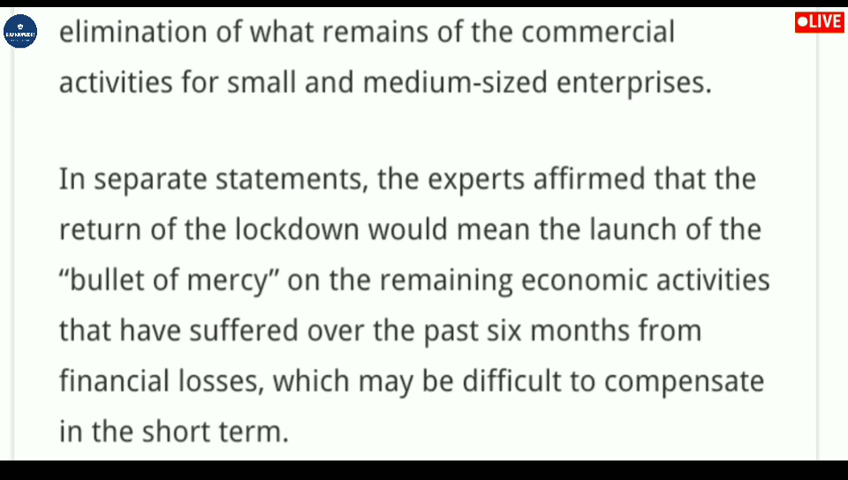 elimination of what remains of the commercial
activities for small and medium-sized enterprises.
In separate statements, the experts affirmed that the
return of the lockdown would mean the launch of the
“bullet of mercy” on the remaining economic activities
that have suffered over the past six months from
financial losses, which may be difficult to compensate
in the short term.
LIVE